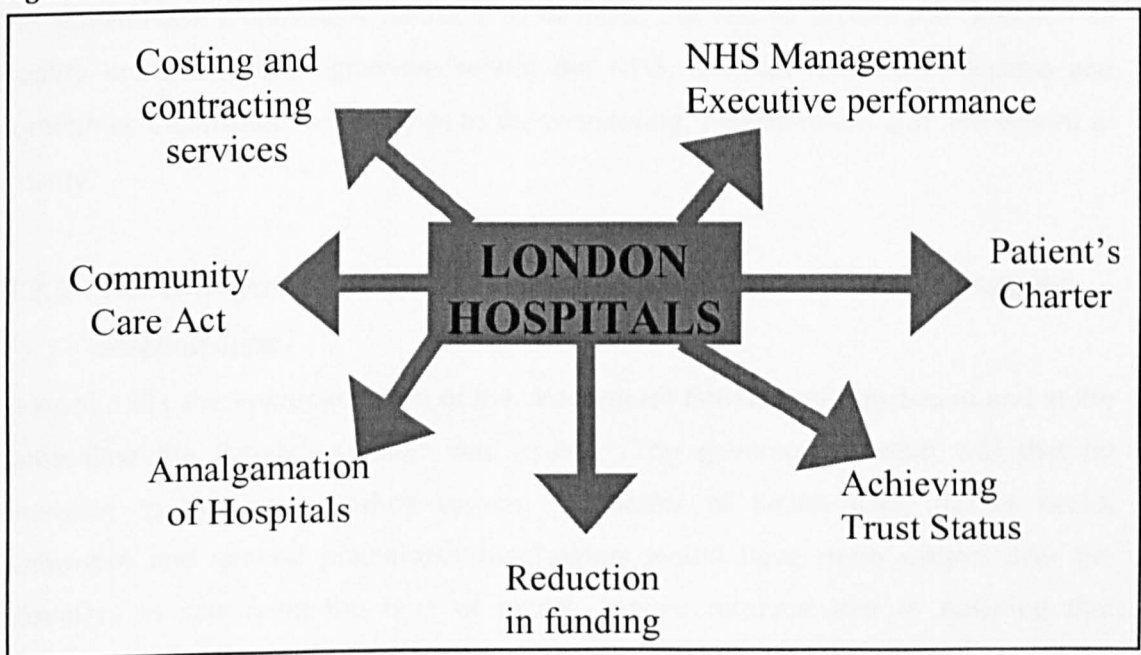 Costing and
contracting
services
NHS Management
Executive performance
LONDON
HOSPITALS
Community
Care Act
Patient's
Charter
Amalgamation
of Hospitals
Achieving
Trust Status
Reduction
in funding